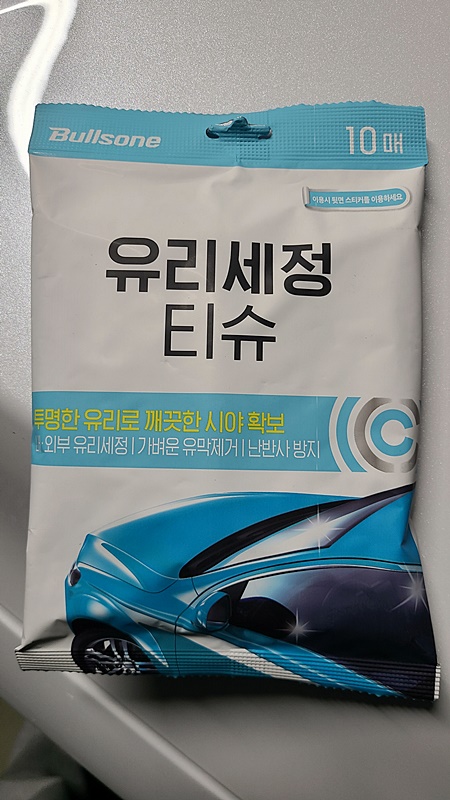 Bullsone
10 매
이용시 뒷면 스티커를 이용하세요
유리세정
티슈
투명한 유리로 깨끗한 시야 확보
외부 유리세정 | 가벼운 유막제거 | 난반사 방지